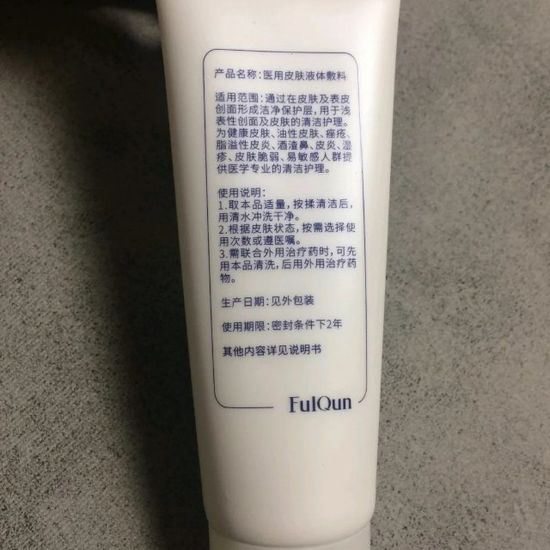 产品名称：医用皮肤液体敷料
适用范围：通过在皮肤及表皮
创面形成洁净保护层，用于浅
表性创面及皮肤的清洁护理。
为健康皮肤、油性皮肤、痤疮、
脂溢性皮炎、酒渣鼻、皮炎、湿
疹、皮肤脆弱、易敏感人群提
供医学专业的清洁护理。
使用说明：
1.取本品适量，按揉清洁后，
用清水冲洗干净。
2.根据皮肤状态，按需选择使
用次数或遵医嘱。
3.需联合外用治疗药时，可先
用本品清洗，后用外用治疗药
物。
生产日期：见外包装
使用期限：密封条件下2年
其他内容详见说明书
FulQun